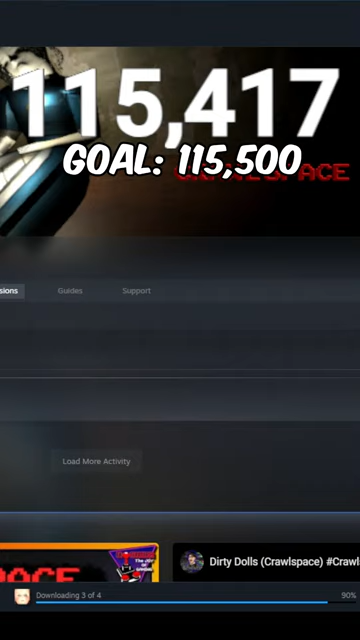 115,417
GOAL: 115,500
Guides
Support
Load More Activity
Dirty Dolls (Crawlspace) #Crawl
Downloading 3 of 4
90%